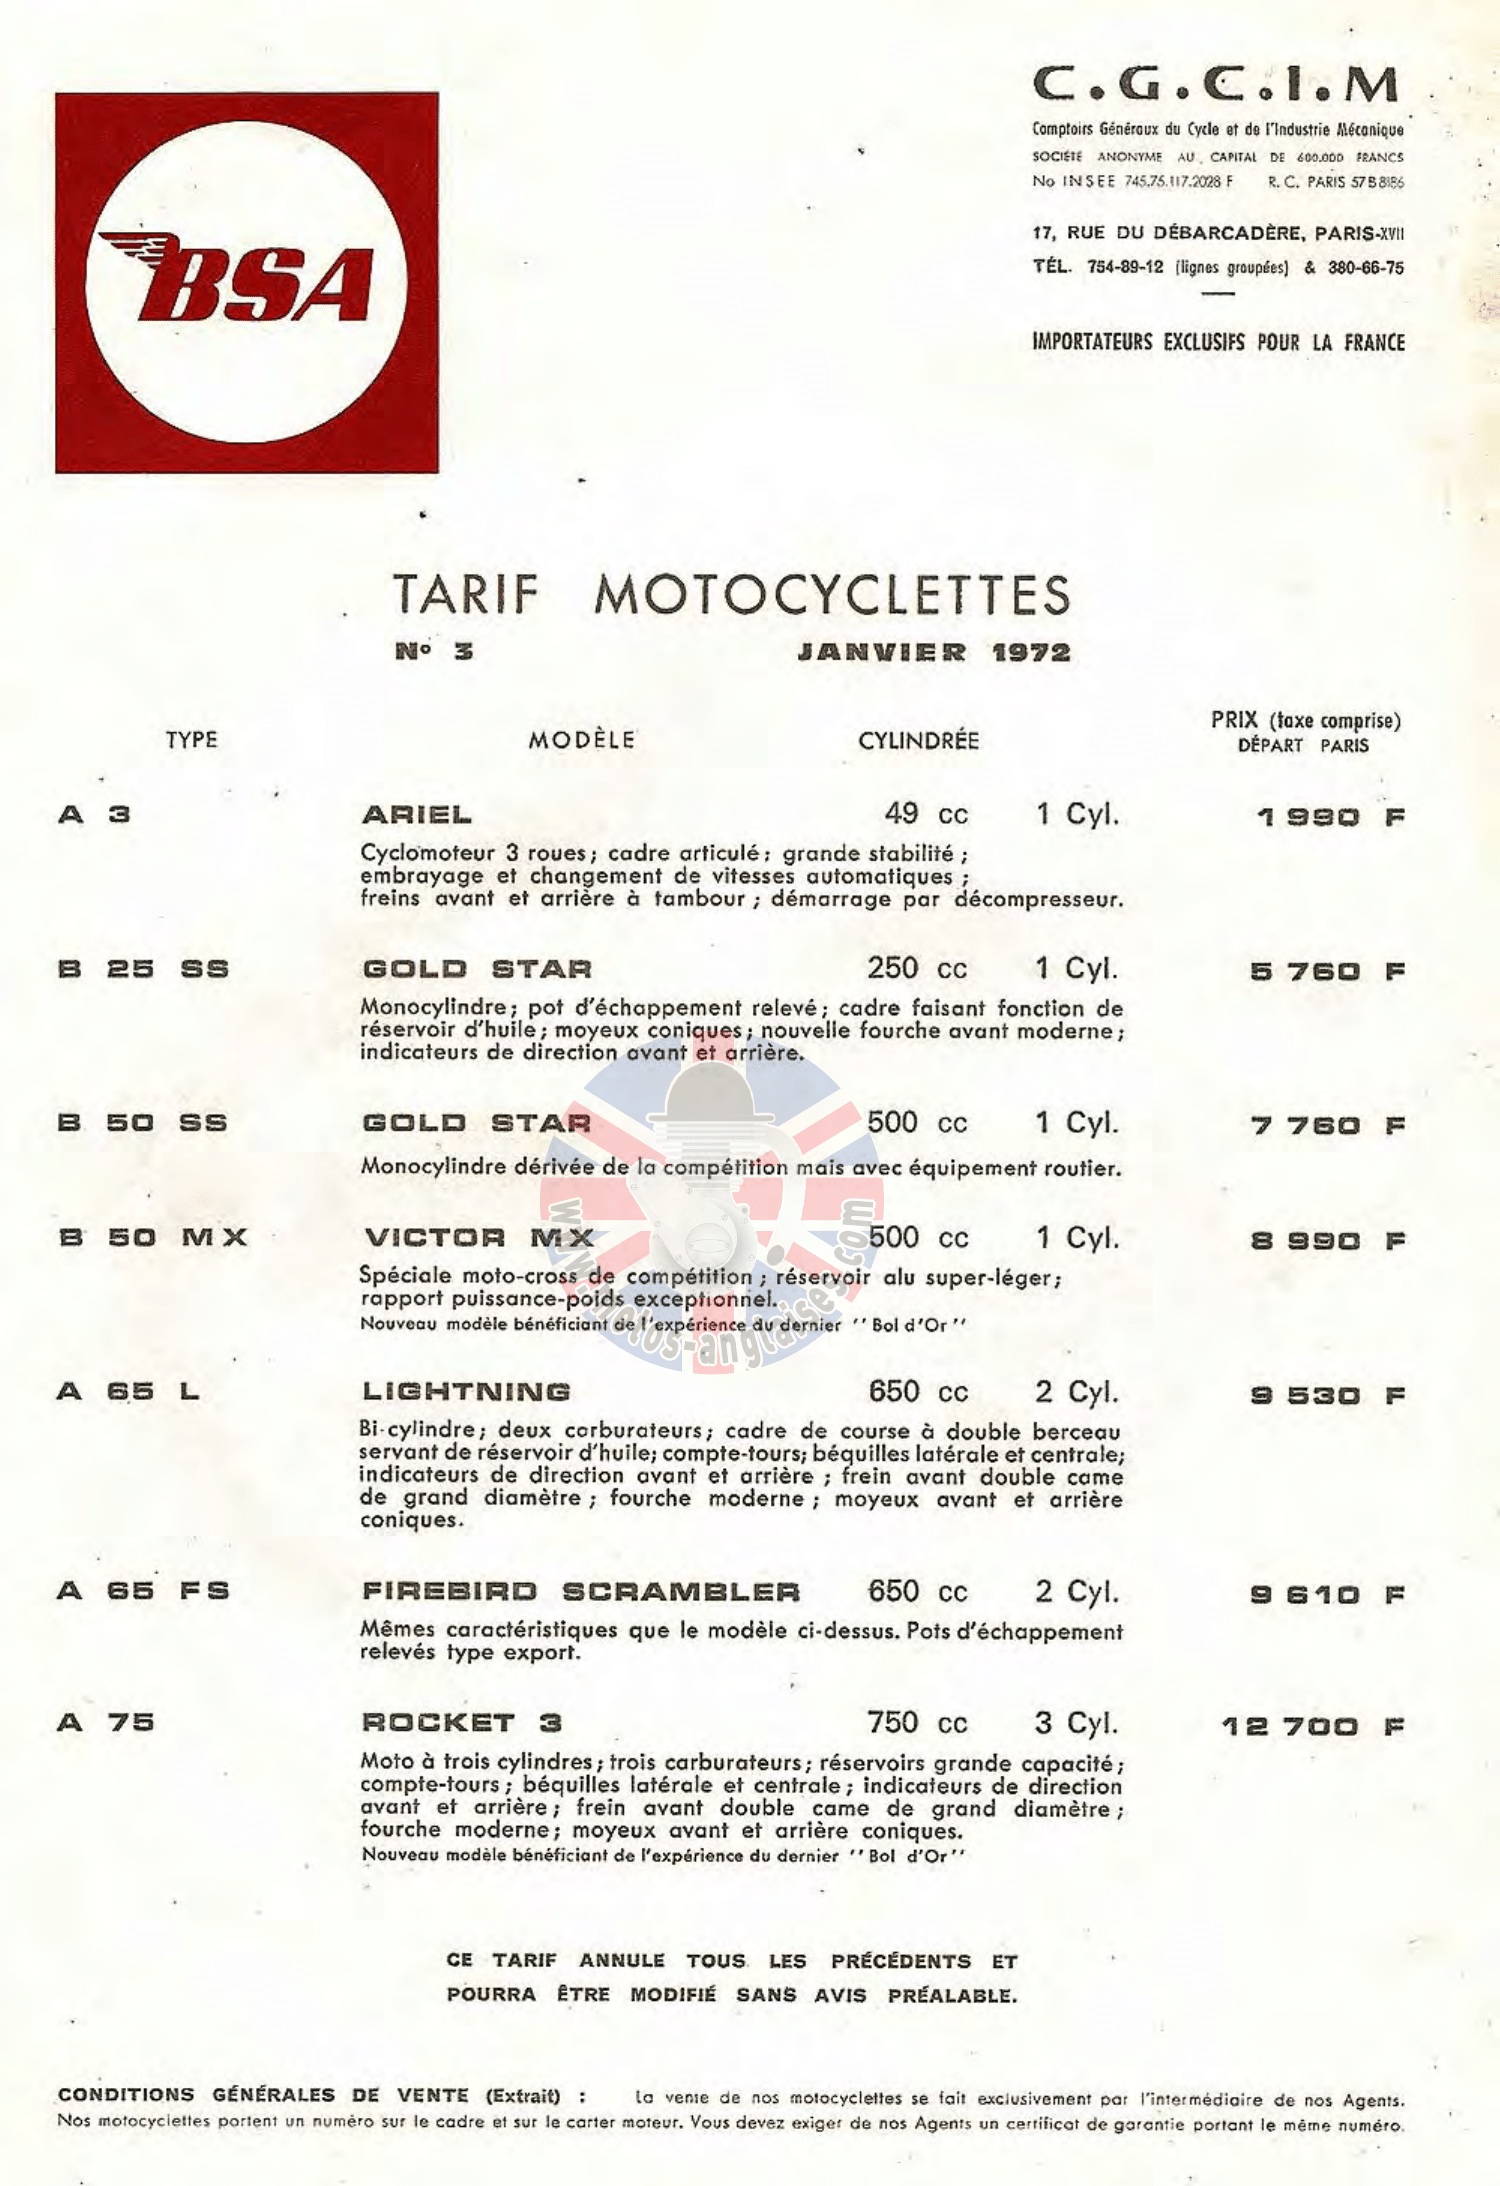 C.G.C.I.M
Comptoirs Généraux du Cycle et de l'Industrie Mécanique
SOCIÉTÉ ANONYME AU CAPITAL DE 600.000 FRANCS
No INSEE 745.75.117.2028 F R.C. PARIS 57 B 8186
BSA
17, RUE DU DÉBARCADÈRE, PARIS-XVII
TÉL. 754-89-12 (lignes groupées) & 380-66-75
IMPORTATEURS EXCLUSIFS POUR LA FRANCE
TARIF MOTOCYCLETTES
No 3 JANVIER 1972
TYPE MODÈLE CYLINDRÉE PRIX (taxe comprise)
DÉPART PARIS
A 3 ARIEL 49 cc 1 Cyl. 1 990 F
Cyclomoteur 3 roues; cadre articulé; grande stabilité ;
embrayage et changement de vitesses automatiques ;
freins avant et arrière à tambour ; démarrage par décompresseur.
B 25 SS GOLD STAR 250 cc 1 Cyl. 5 760 F
Monocylindre; pot d'échappement relevé; cadre faisant fonction de
réservoir d'huile; moyeux coniques; nouvelle fourche avant moderne;
indicateurs de direction avant et arrière.
B 50 SS GOLD STAR 500 cc 1 Cyl. 7 760 F
Monocylindre dérivée de la compétition mais avec équipement routier.
B 50 MX VICTOR MX 500 cc 1 Cyl. 8 990 F
Spéciale moto-cross de compétition ; réservoir alu super-léger;
rapport puissance-poids exceptionnel.
Nouveau modèle bénéficiant de l'expérience du dernier '' Bol d'Or ''
www.motos-anglaises.com
A 65 L LIGHTNING 650 cc 2 Cyl. 9 530 F
Bi-cylindre; deux carburateurs; cadre de course à double berceau
servant de réservoir d'huile; compte-tours; béquilles latérale et centrale;
indicateurs de direction avant et arrière ; frein avant double came
de grand diamètre ; fourche moderne ; moyeux avant et arrière
coniques.
A 65 FS FIREBIRD SCRAMBLER 650 cc 2 Cyl. 9 610 F
Mêmes caractéristiques que le modèle ci-dessus. Pots d'échappement
relevés type export.
A 75 ROCKET 3 750 cc 3 Cyl. 12 700 F
Moto à trois cylindres; trois carburateurs; réservoirs grande capacité;
compte-tours; béquilles latérale et centrale; indicateurs de direction
avant et arrière; frein avant double came de grand diamètre;
fourche moderne; moyeux avant et arrière coniques.
Nouveau modèle bénéficiant de l'expérience du dernier '' Bol d'Or ''
CE TARIF ANNULE TOUS LES PRÉCÉDENTS ET
POURRA ÊTRE MODIFIÉ SANS AVIS PRÉALABLE.
CONDITIONS GÉNÉRALES DE VENTE (Extrait) : La vente de nos motocyclettes se fait exclusivement par l'intermédiaire de nos Agents.
Nos motocyclettes portent un numéro sur le cadre et sur le carter moteur. Vous devez exiger de nos Agents un certificat de garantie portant le même numéro.